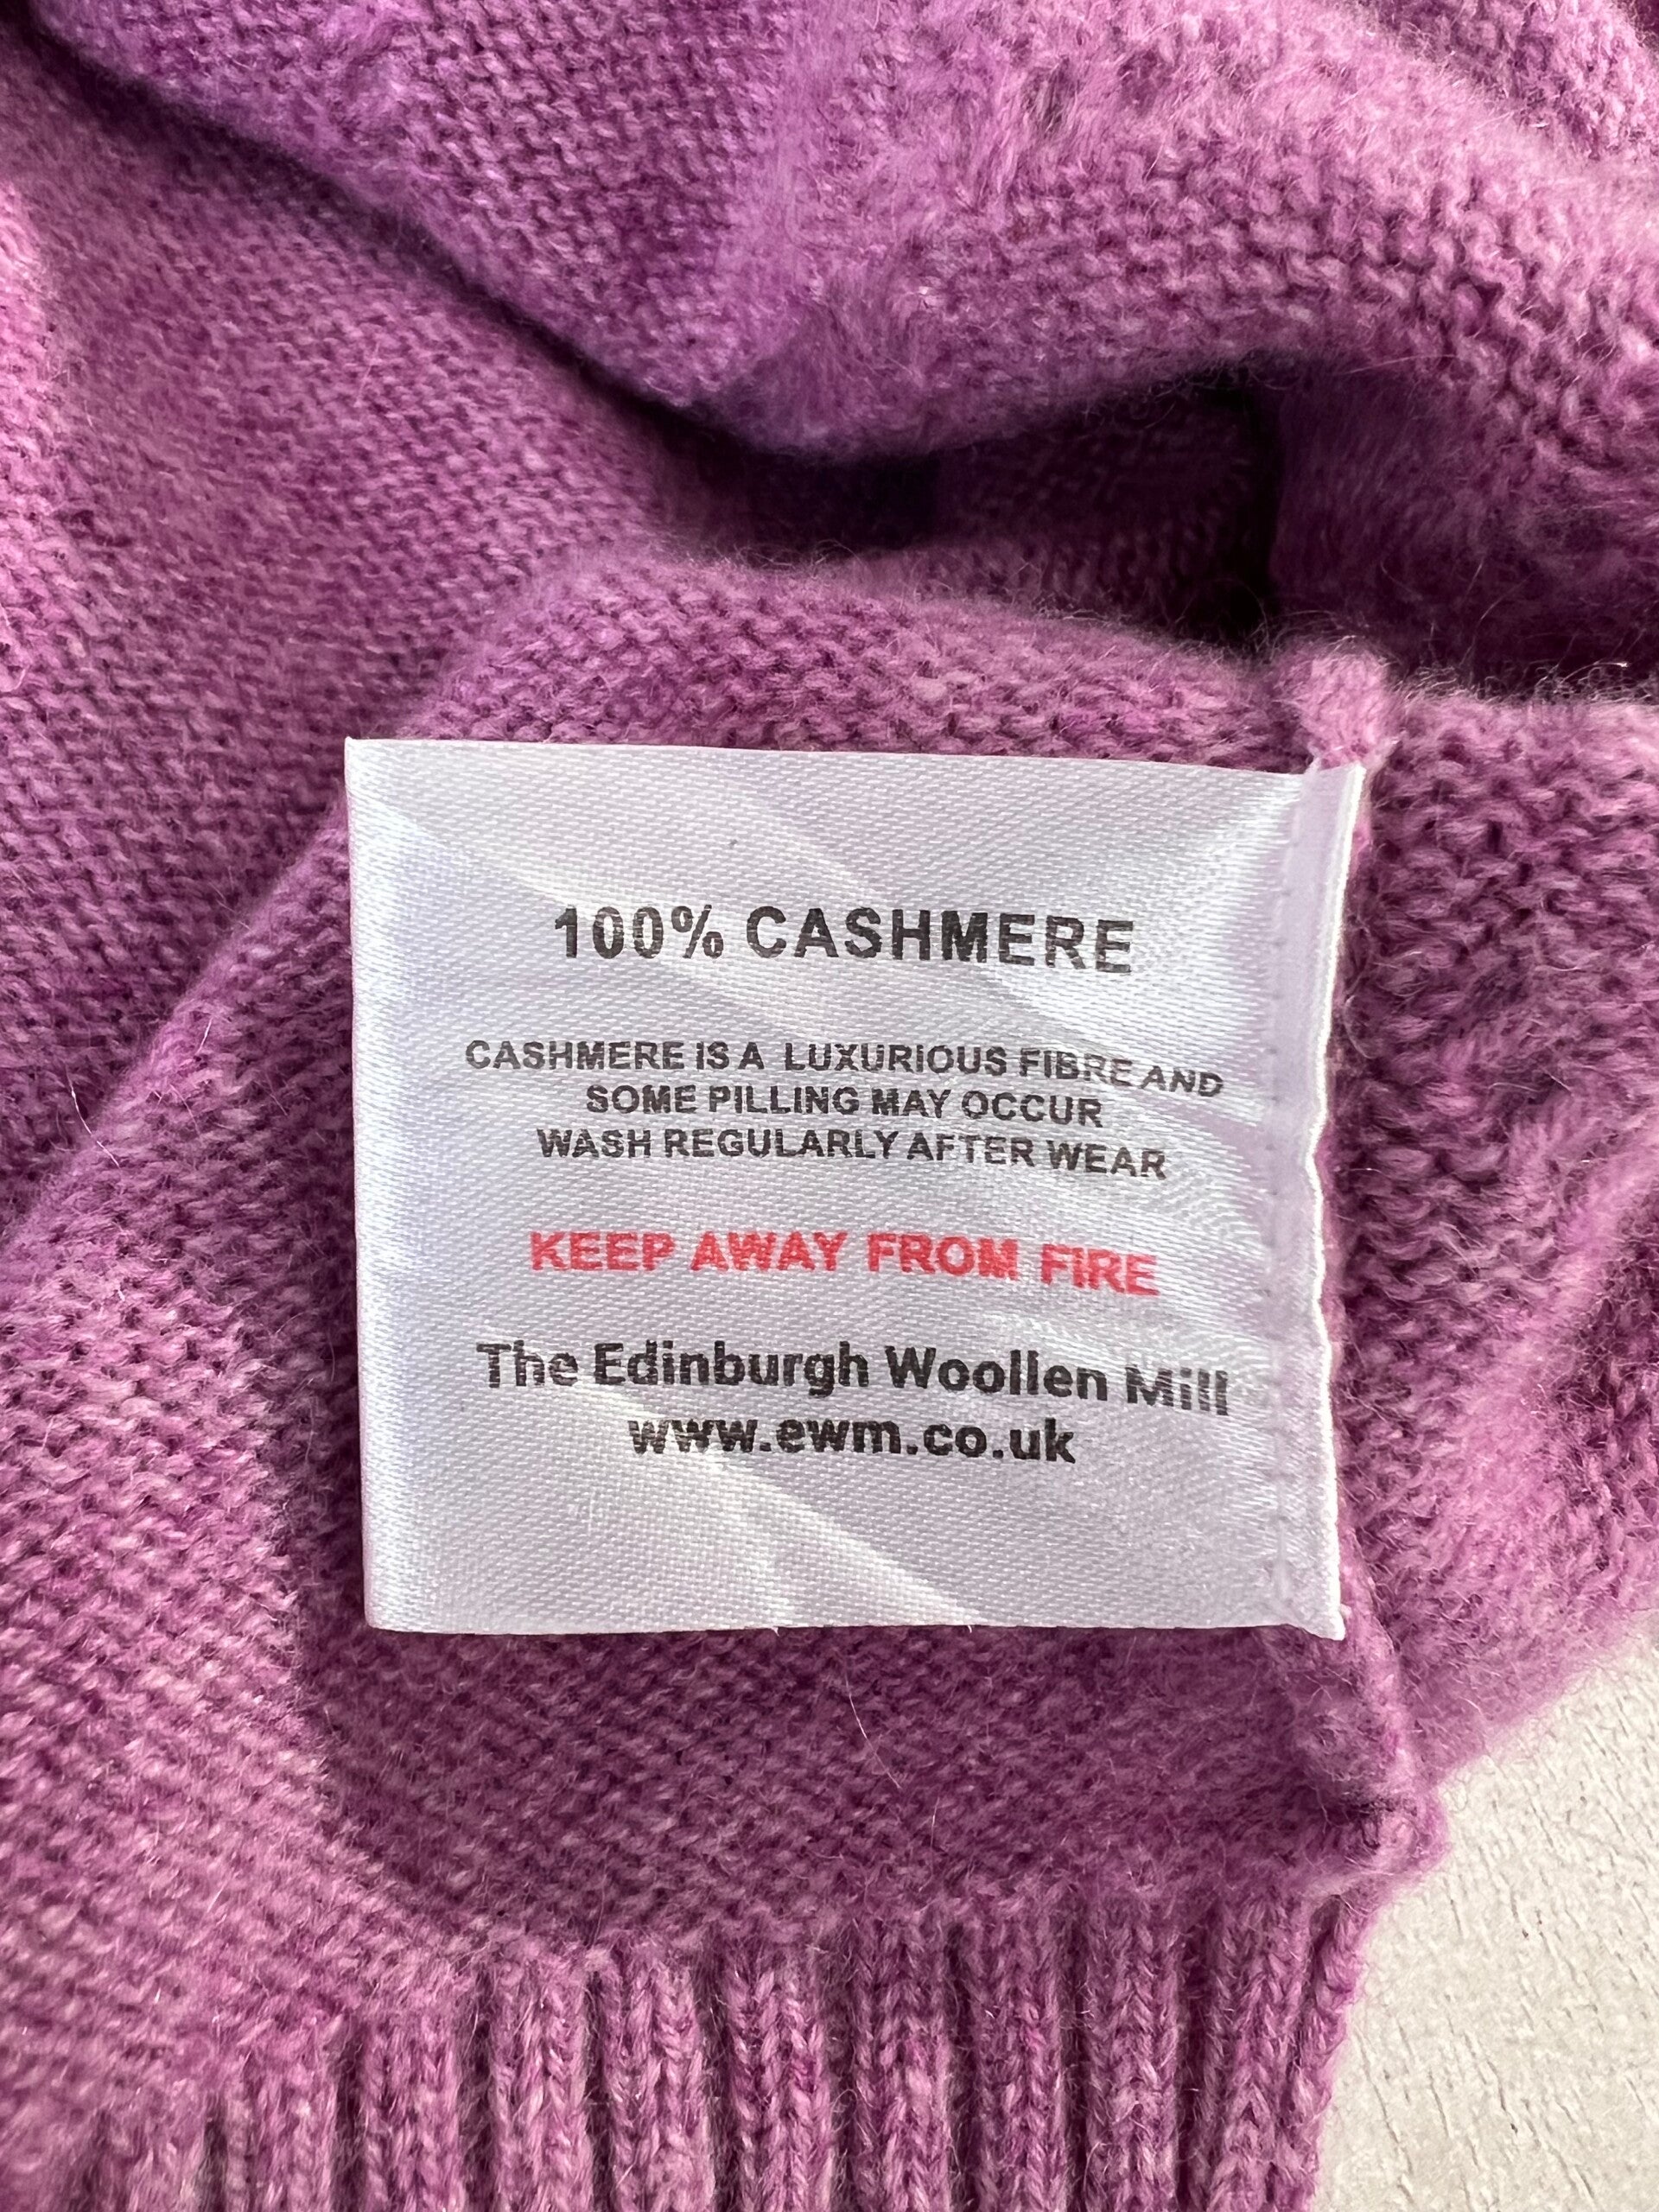 100% CASHMERE
CASHMERE IS A LUXURIOUS FIBRE AND
SOME PILLING MAY OCCUR
WASH REGULARLY AFTER WEAR
KEEP AWAY FROM FIRE
The Edinburgh Woollen Mill
www.ewm.co.uk